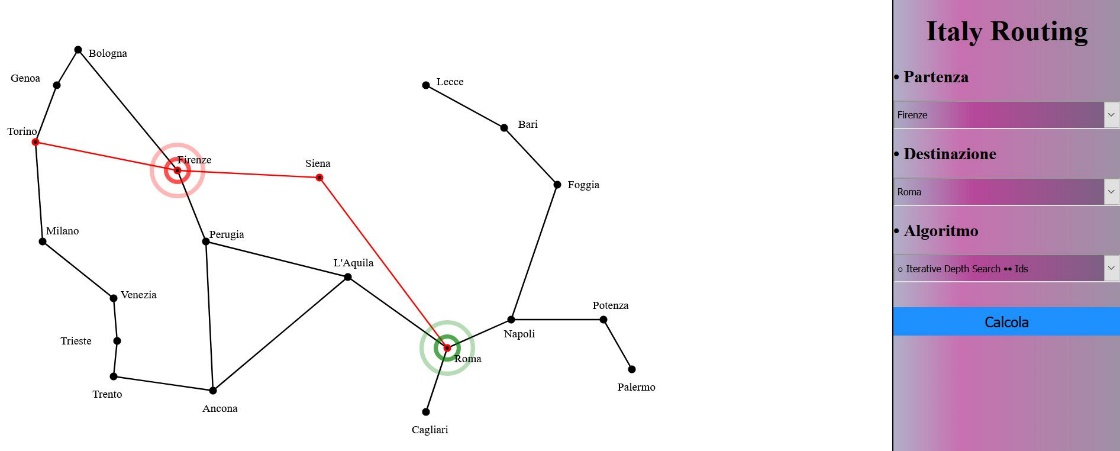 Bologna
Genoa
Torino
Firenze
Siena
Milano
Perugia
L'Aquila
Venezia
Trieste
Trento
Ancona
Roma
Cagliari
Napoli
Potenza
Palermo
Foggia
Bari
Lecce
Italy Routing
• Partenza
Firenze
• Destinazione
Roma
• Algoritmo
○ Iterative Depth Search •• Ids
Calcola